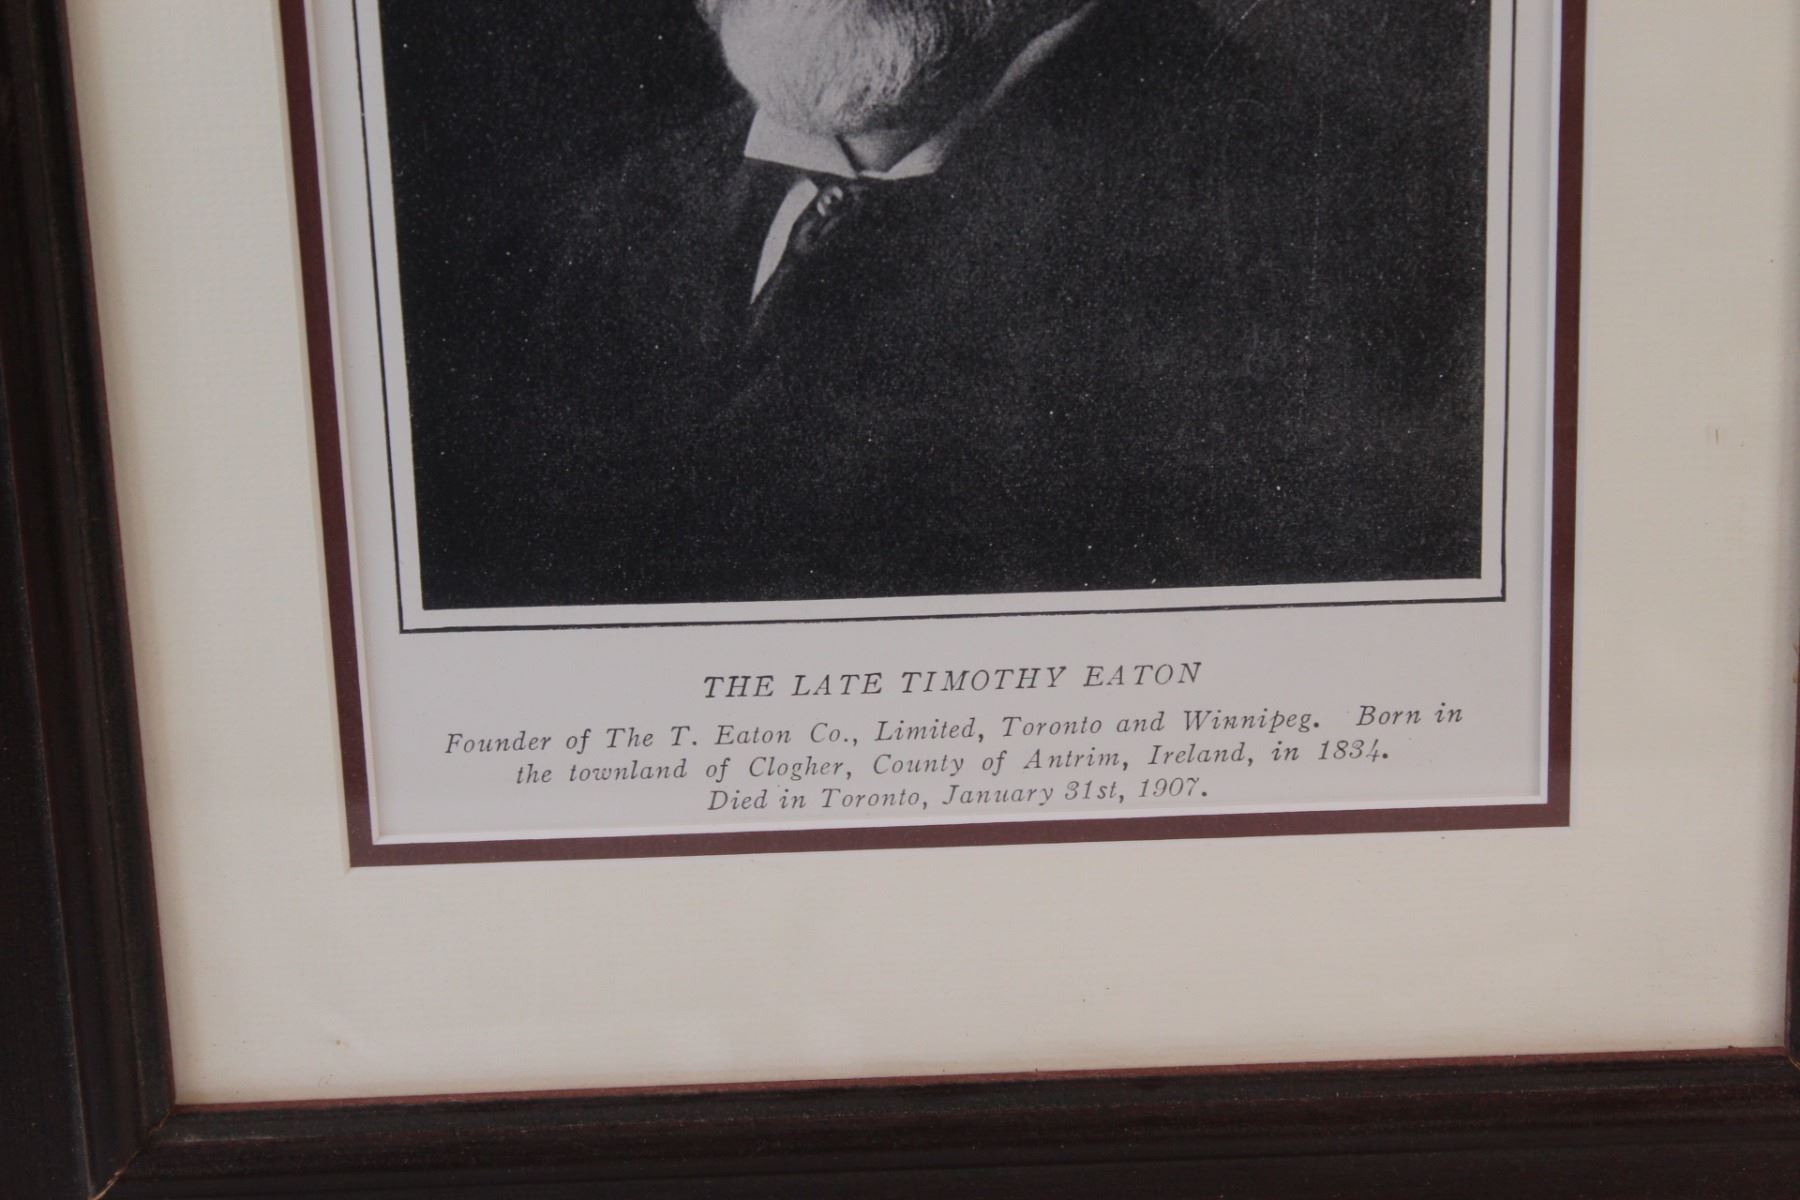 THE LATE TIMOTHY EATON
Founder of The T. Eaton Co., Limited, Toronto and Winnipeg. Born in
the townland of Clogher, County of Antrim, Ireland, in 1834.
Died in Toronto, January 31st, 1907.